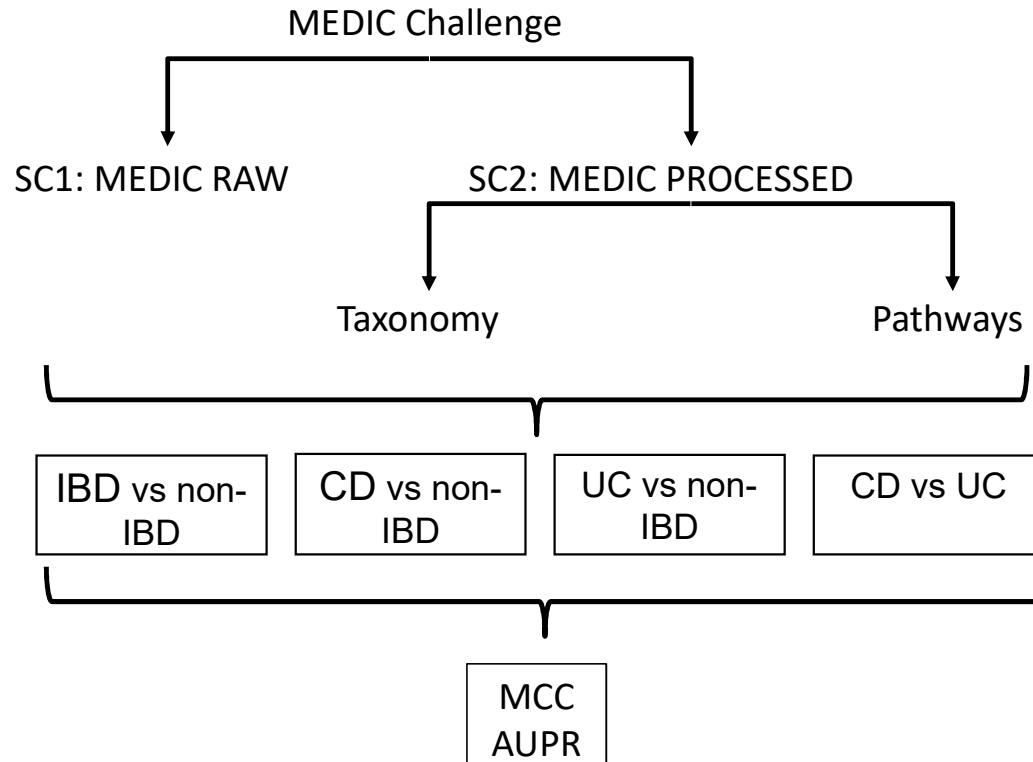 MEDIC Challenge
SC1: MEDIC RAW
SC2: MEDIC PROCESSED
Taxonomy
Pathways
IBD vs non-
IBD
CD vs non-
IBD
UC vs non-
IBD
CD vs UC
MCC
AUPR